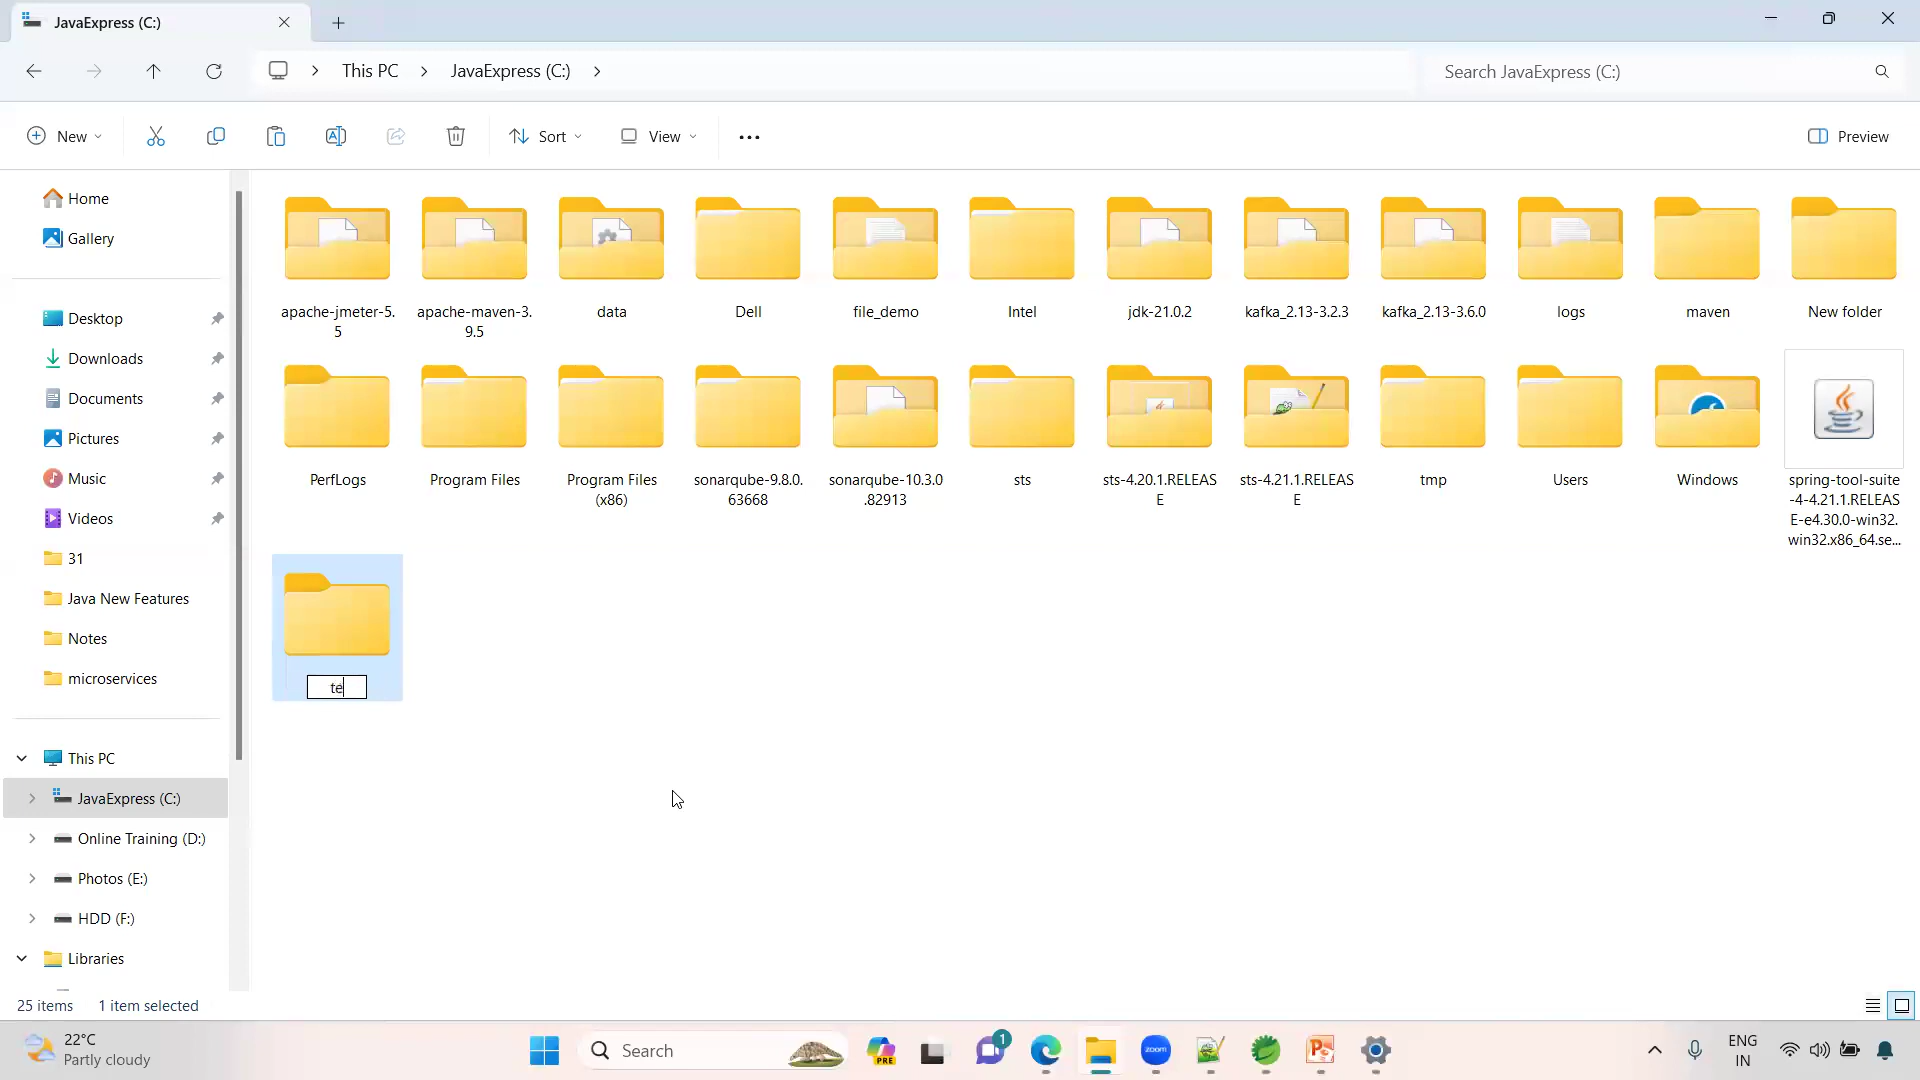 JavaExpress (C:)
This PC
JavaExpress (C:)
Search JavaExpress (C:)
New
Sort
View
Preview
Home
Gallery
Desktop
Downloads
Documents
Pictures
Music
Videos
31
Java New Features
Notes
microservices
This PC
JavaExpress (C:)
Online Training (D:)
Photos (E:)
HDD (F:)
Libraries
apache-jmeter-5.
5
apache-maven-3.
9.5
data
Dell
file_demo
Intel
jdk-21.0.2
kafka_2.13-3.2.3
kafka_2.13-3.6.0
logs
maven
New folder
PerfLogs
Program Files
Program Files
(x86)
sonarqube-9.8.0.
63668
sonarqube-10.3.0
.82913
sts
sts-4.20.1.RELEAS
E
sts-4.21.1.RELEAS
E
tmp
Users
Windows
spring-tool-suite
-4-4.21.1.RELEAS
E-e4.30.0-win32.
win32.x86_64.se...
te
25 items
1 item selected
22°C
Partly cloudy
Search
PRE
1
zoom
ENG
IN